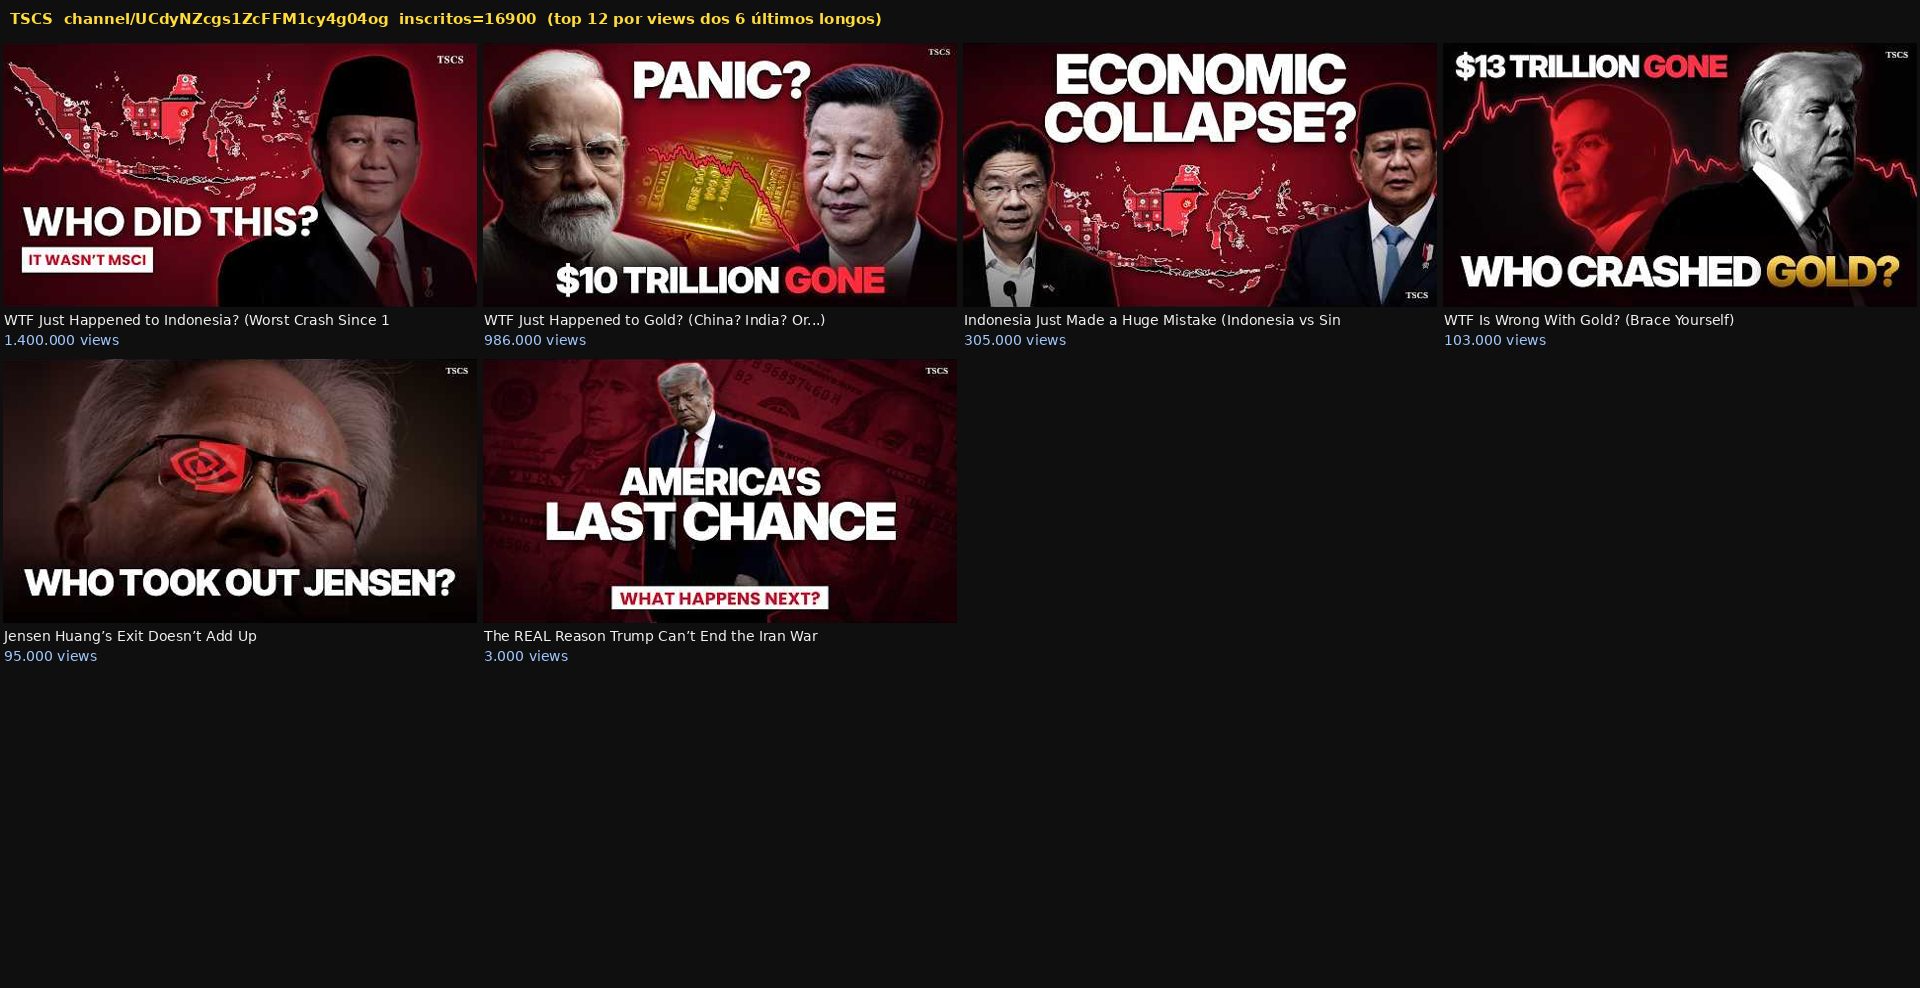 TSCS channel/UCdyNZcgs1ZcFFM1cy4g04og inscritos=16900 (top 12 por views dos 6 últimos longos)
TSCS
WHO DID THIS?
IT WASN'T MSCI
WTF Just Happened to Indonesia? (Worst Crash Since 1
1.400.000 views
TSCS
PANIC?
$10 TRILLION GONE
WTF Just Happened to Gold? (China? India? Or...)
986.000 views
ECONOMIC
COLLAPSE?
TSCS
Indonesia Just Made a Huge Mistake (Indonesia vs Sin
305.000 views
$13 TRILLION GONE
TSCS
WHO CRASHED GOLD?
WTF Is Wrong With Gold? (Brace Yourself)
103.000 views
TSCS
WHO TOOK OUT JENSEN?
Jensen Huang’s Exit Doesn’t Add Up
95.000 views
TSCS
AMERICA'S
LAST CHANCE
WHAT HAPPENS NEXT?
The REAL Reason Trump Can’t End the Iran War
3.000 views